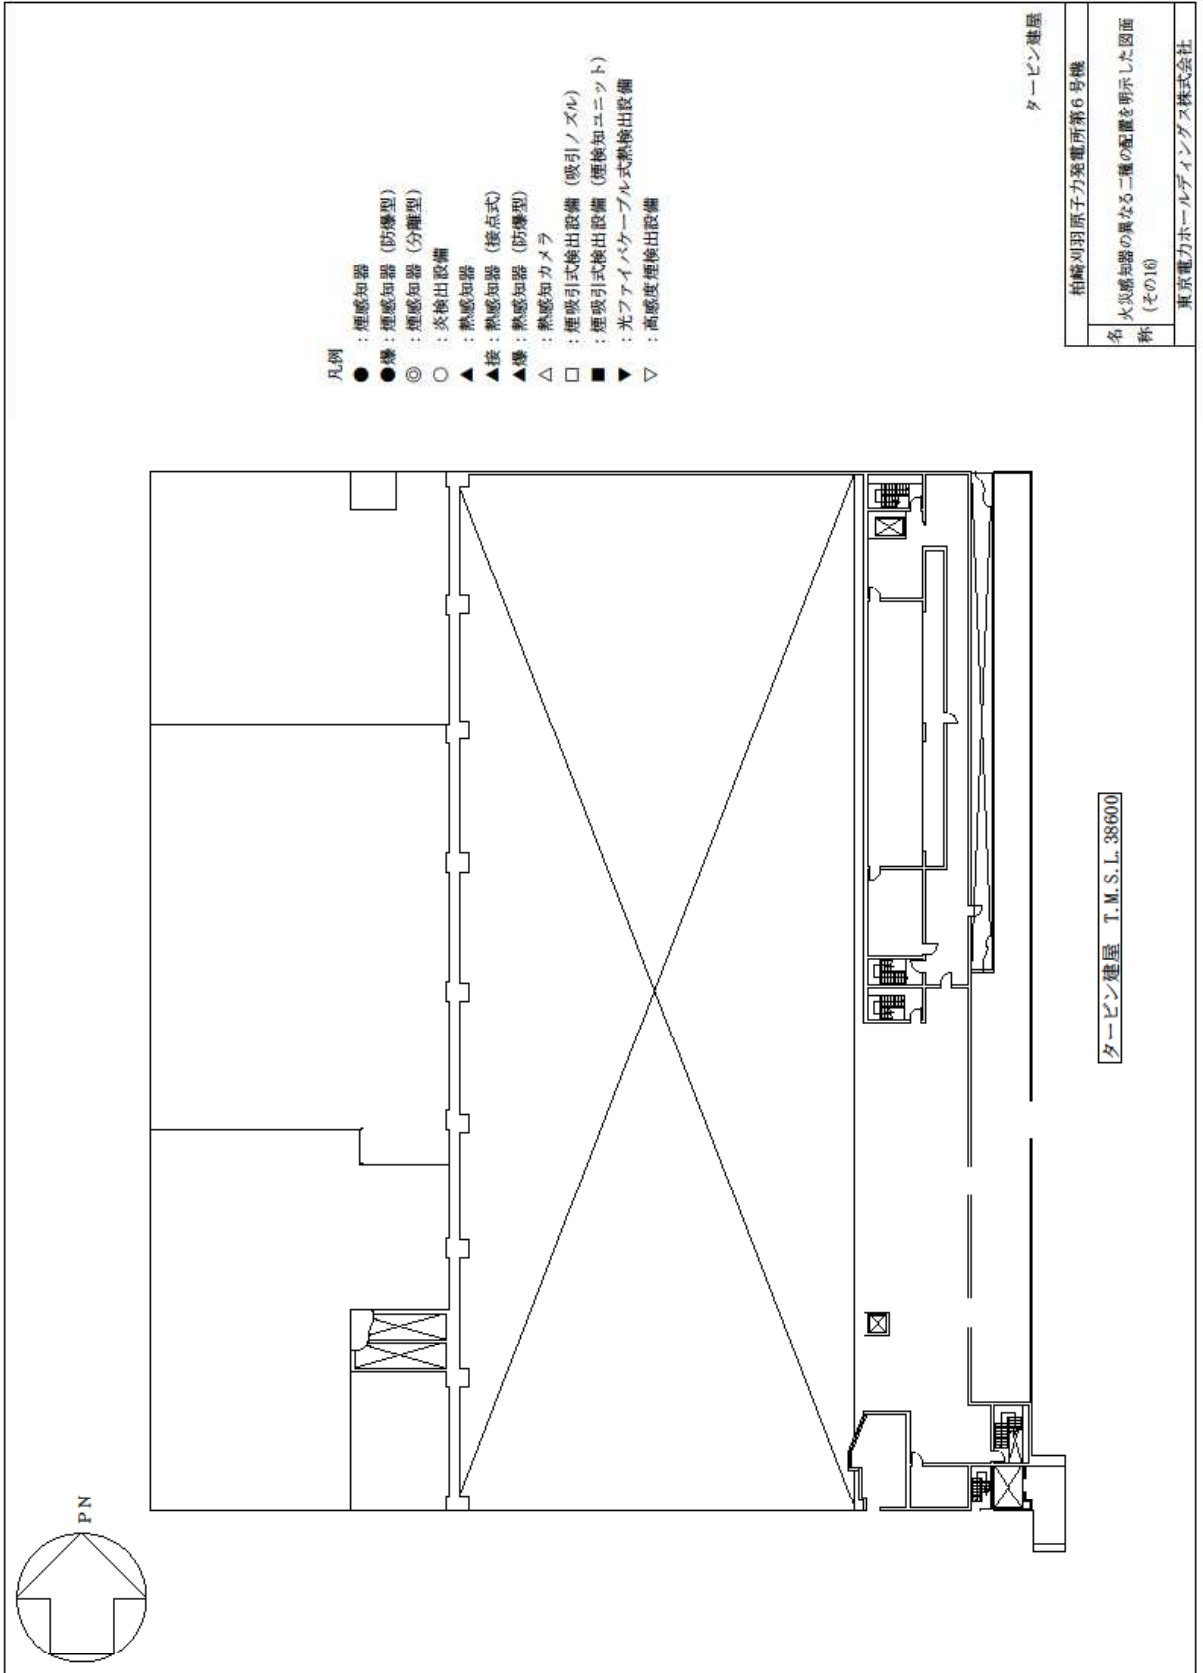 PN
凡例
● : 煙感知器
●爆 : 煙感知器 (防爆型)
◎ : 煙感知器 (分離型)
○ : 炎検出設備
▲ : 熱感知器
▲接 : 熱感知器 (接点式)
▲爆 : 熱感知器 (防爆型)
△ : 熱感知カメラ
□ : 煙吸引式検出設備 (吸引ノズル)
■ : 煙吸引式検出設備 (煙検知ユニット)
▼ : 光ファイバケーブル式熱検出設備
▽ : 高感度煙検出設備
タービン建屋
タービン建屋 T.M.S.L.38600
柏崎刈羽原子力発電所第6号機
名称
火災感知器の異なる二種の配置を明示した図面
(その16)
東京電力ホールディングス株式会社